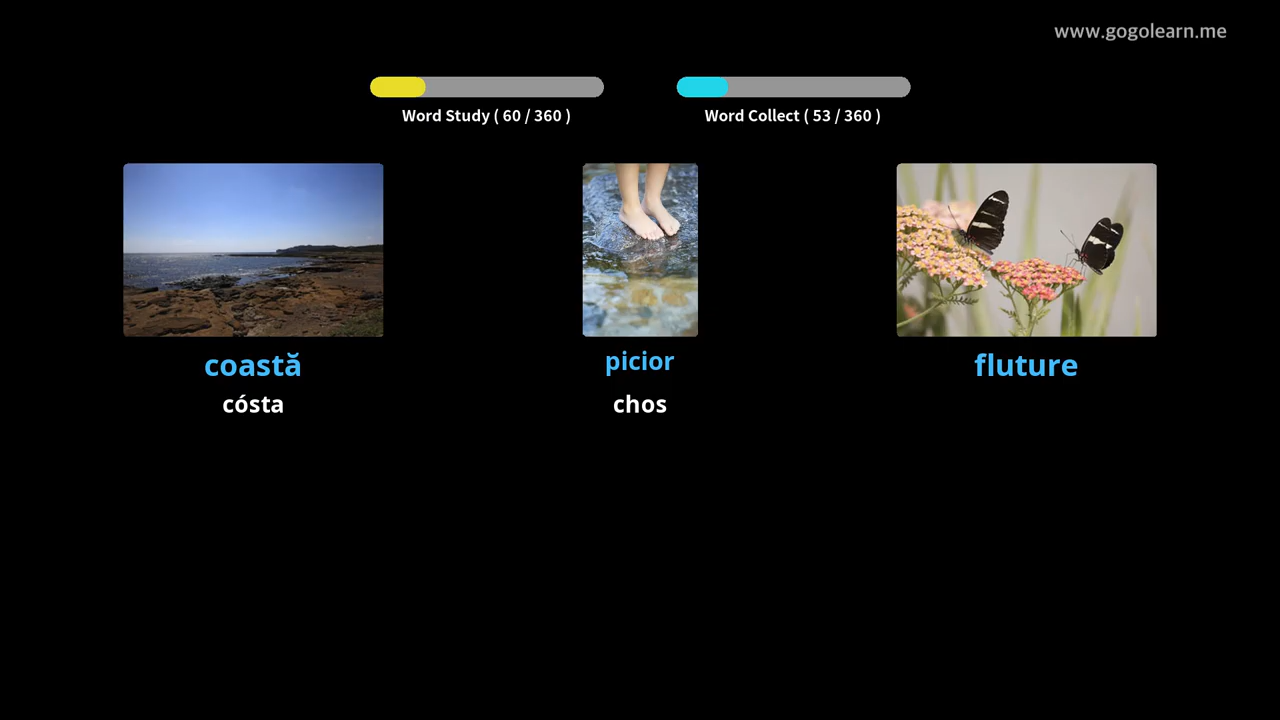 www.gogolearn.me
Word Study ( 60 / 360 )
Word Collect ( 53 / 360 )
coastă
cósta
picior
chos
fluture